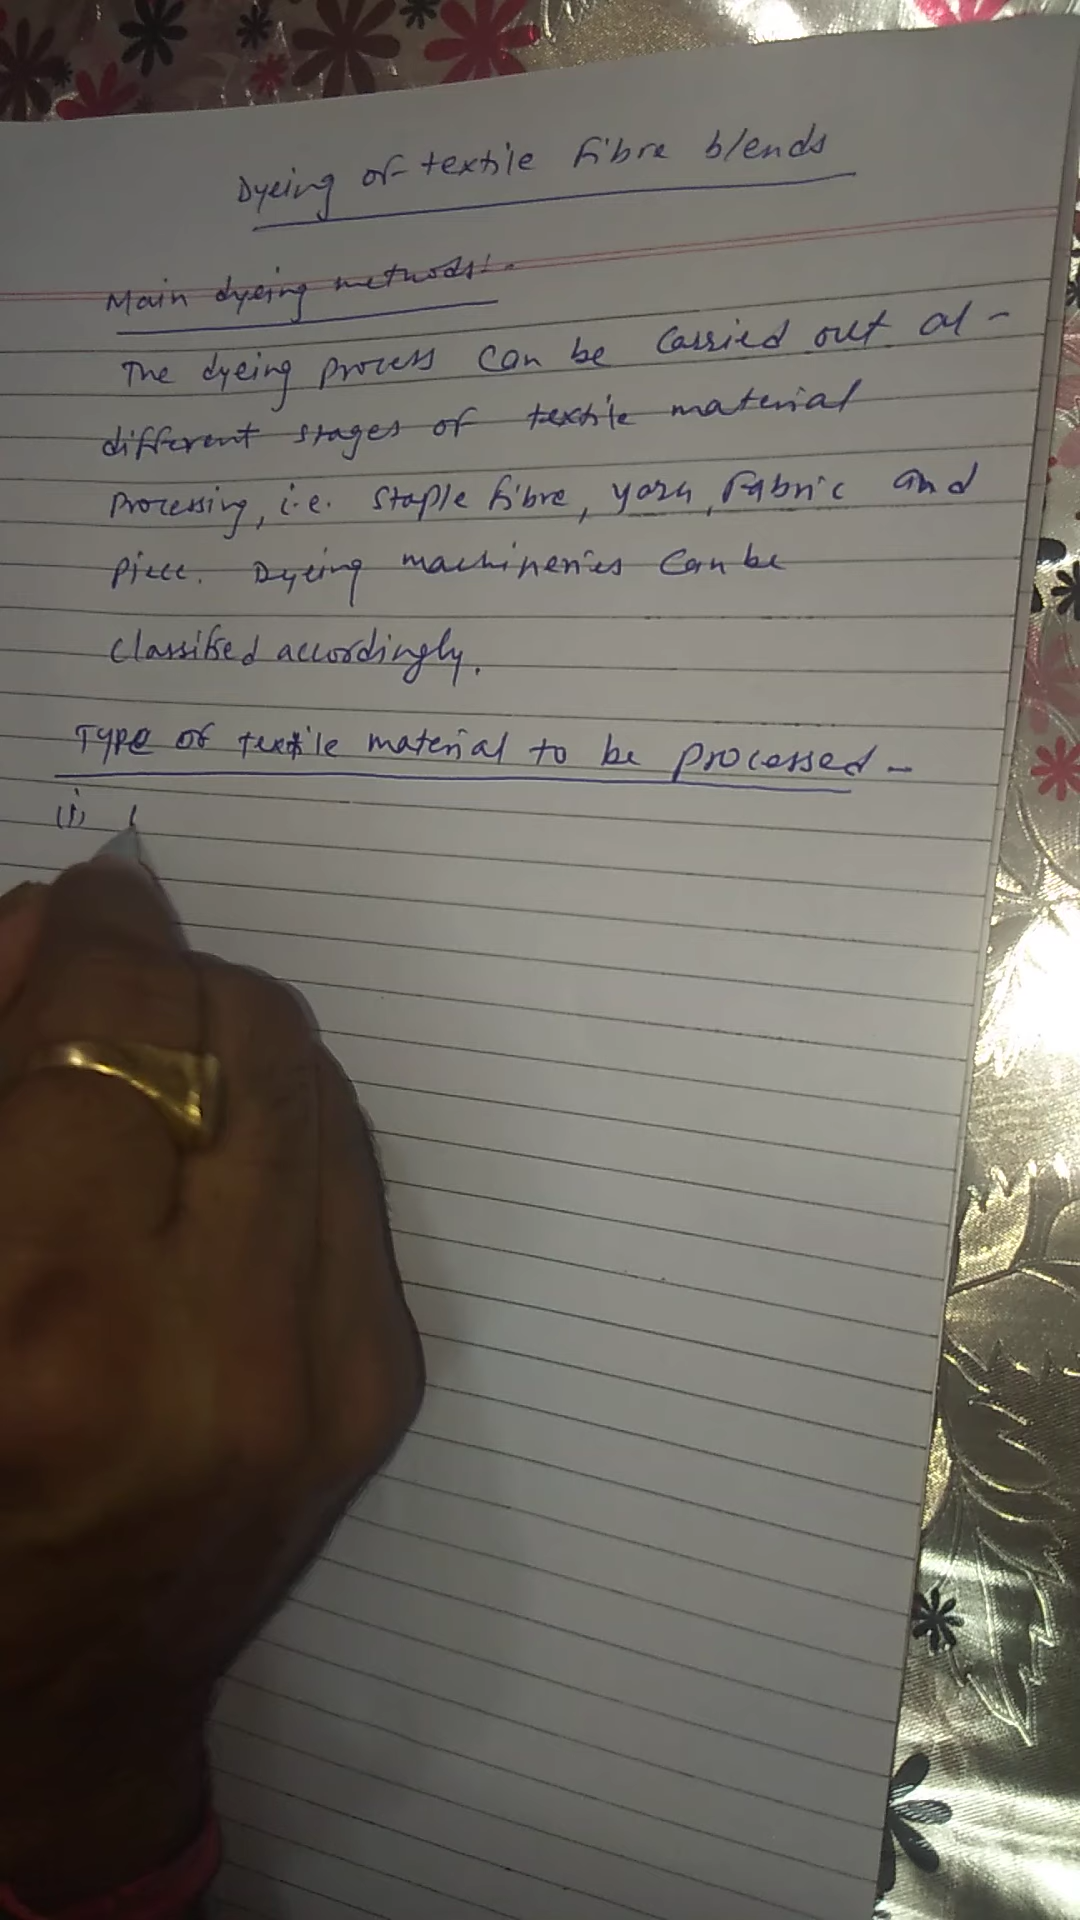 Dyeing of textile fibre blends
Main dyeing methods:-
The dyeing process can be carried out at
different stages of textile material
processing, i.e. staple fibre, yarn, fabric and
piece. Dyeing machineries can be
classified accordingly.
Type of textile material to be processed -
(i)